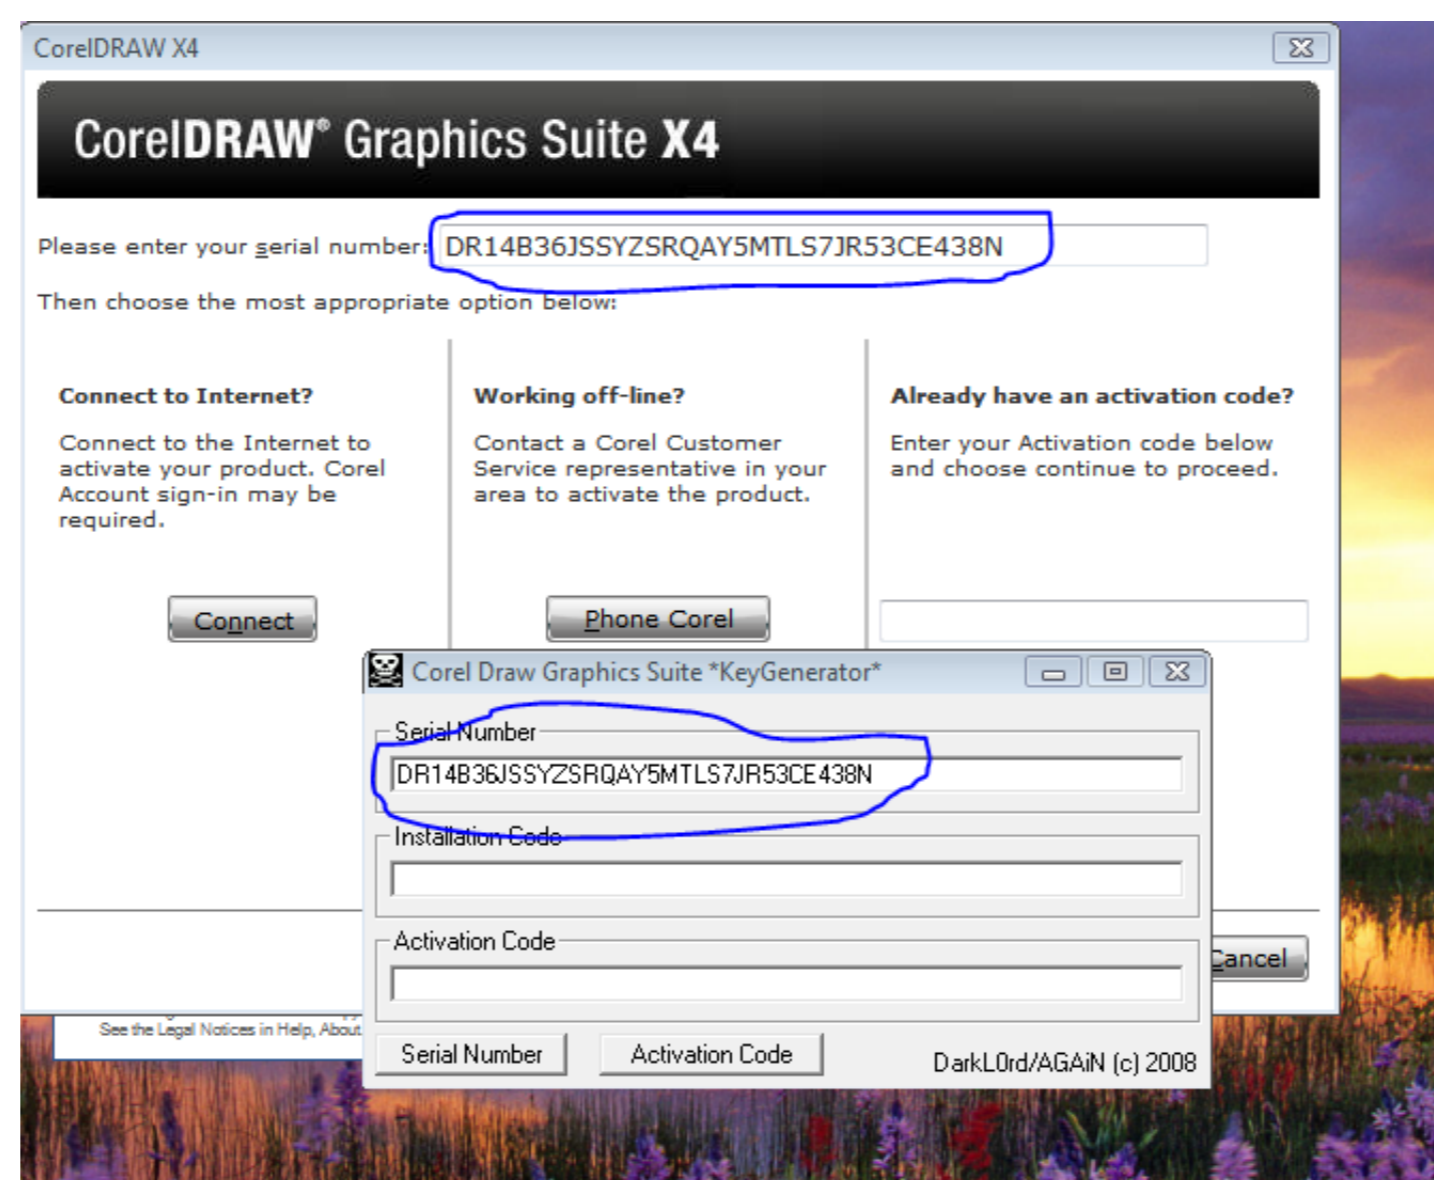 CorelDRAW X4
CorelDRAW® Graphics Suite X4
Please enter your serial number: DR14B36JSSYZSRQAY5MTLS7JR53CE438N
Then choose the most appropriate option below:
Connect to Internet?
Connect to the Internet to
activate your product. Corel
Account sign-in may be
required.
Connect
Working off-line?
Contact a Corel Customer
Service representative in your
area to activate the product.
Phone Corel
Already have an activation code?
Enter your Activation code below
and choose continue to proceed.
Corel Draw Graphics Suite *KeyGenerator*
Serial Number
DR14B36JSSYZSRQAY5MTLS7JR53CE438N
Installation Code
Activation Code
Serial Number
Activation Code
DarkL0rd/AGAiN (c) 2008
Cancel
See the Legal Notices in Help, About